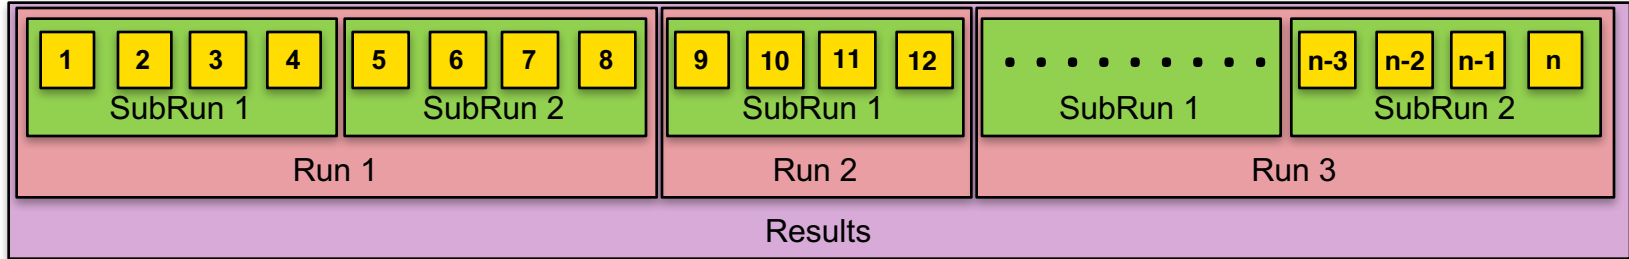 1 2 3 4 5 6 7 8 9 10 11 12 . . . . . . . . . n-3 n-2 n-1 n
SubRun 1 SubRun 2 SubRun 1 SubRun 1 SubRun 2
Run 1 Run 2 Run 3
Results